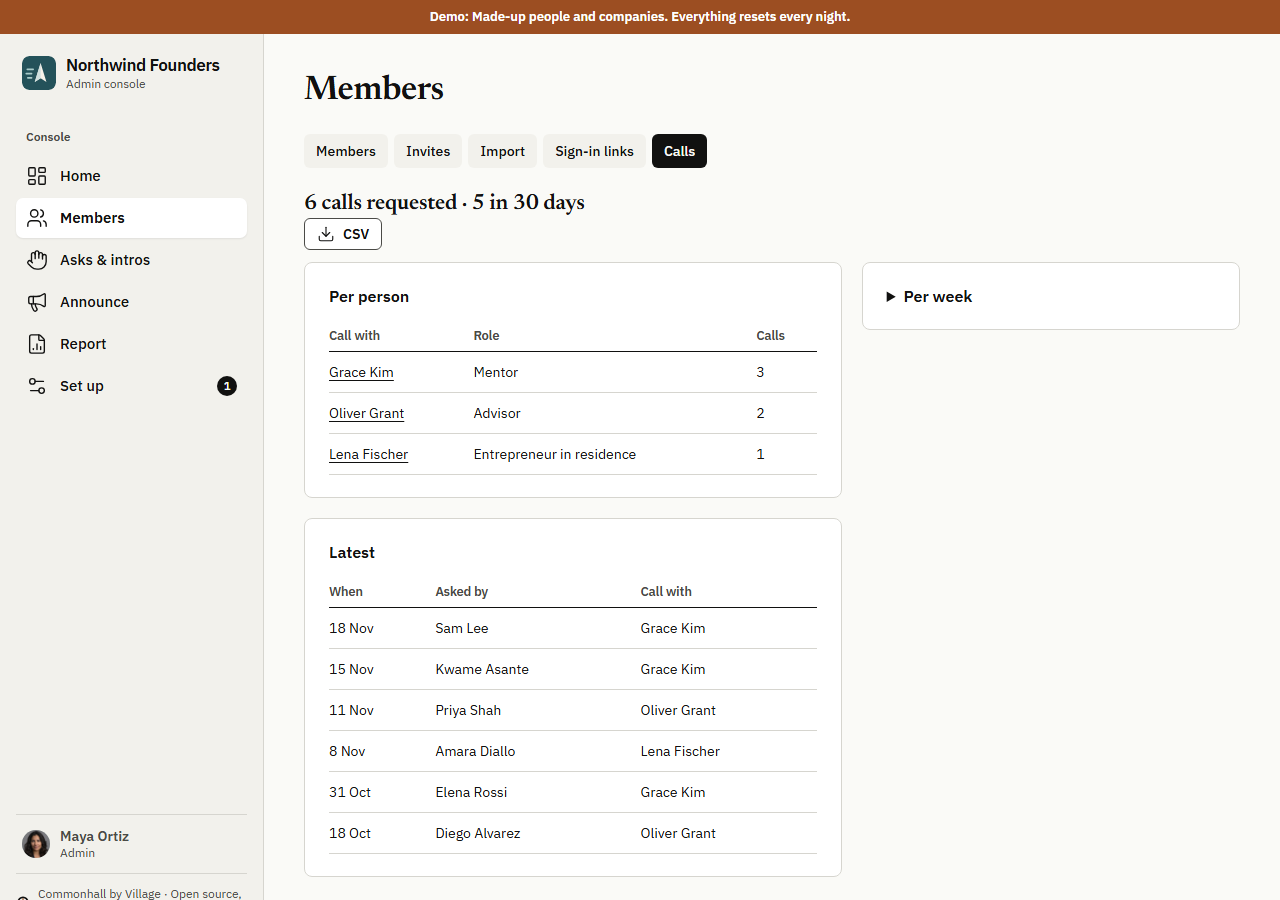 Demo: Made-up people and companies. Everything resets every night.
Northwind Founders
Admin console
Console
Home
Members
Asks & intros
Announce
Report
Set up 1
Maya Ortiz
Admin
Commonhall by Village · Open source,
Members
Members Invites Import Sign-in links Calls
6 calls requested · 5 in 30 days
CSV
Per person
Call with Role Calls
Grace Kim Mentor 3
Oliver Grant Advisor 2
Lena Fischer Entrepreneur in residence 1
Per week
Latest
When Asked by Call with
18 Nov Sam Lee Grace Kim
15 Nov Kwame Asante Grace Kim
11 Nov Priya Shah Oliver Grant
8 Nov Amara Diallo Lena Fischer
31 Oct Elena Rossi Grace Kim
18 Oct Diego Alvarez Oliver Grant